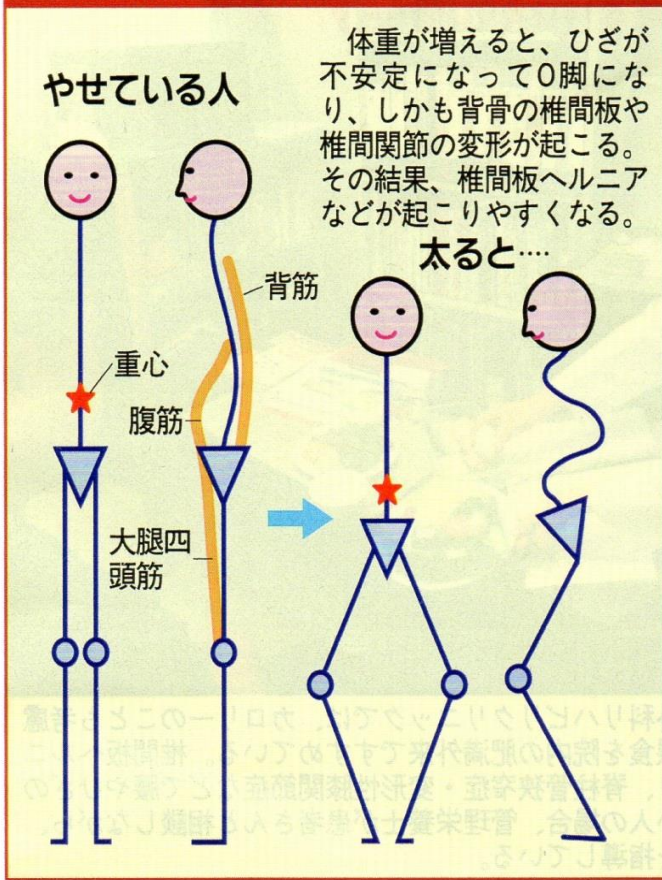 やせている人
体重が増えると、ひざが
不安定になってO脚にな
り、しかも背骨の椎間板や
椎間関節の変形が起こる。
その結果、椎間板ヘルニア
などが起こりやすくなる。
太ると‥‥
背筋
重心
腹筋
大腿四
頭筋